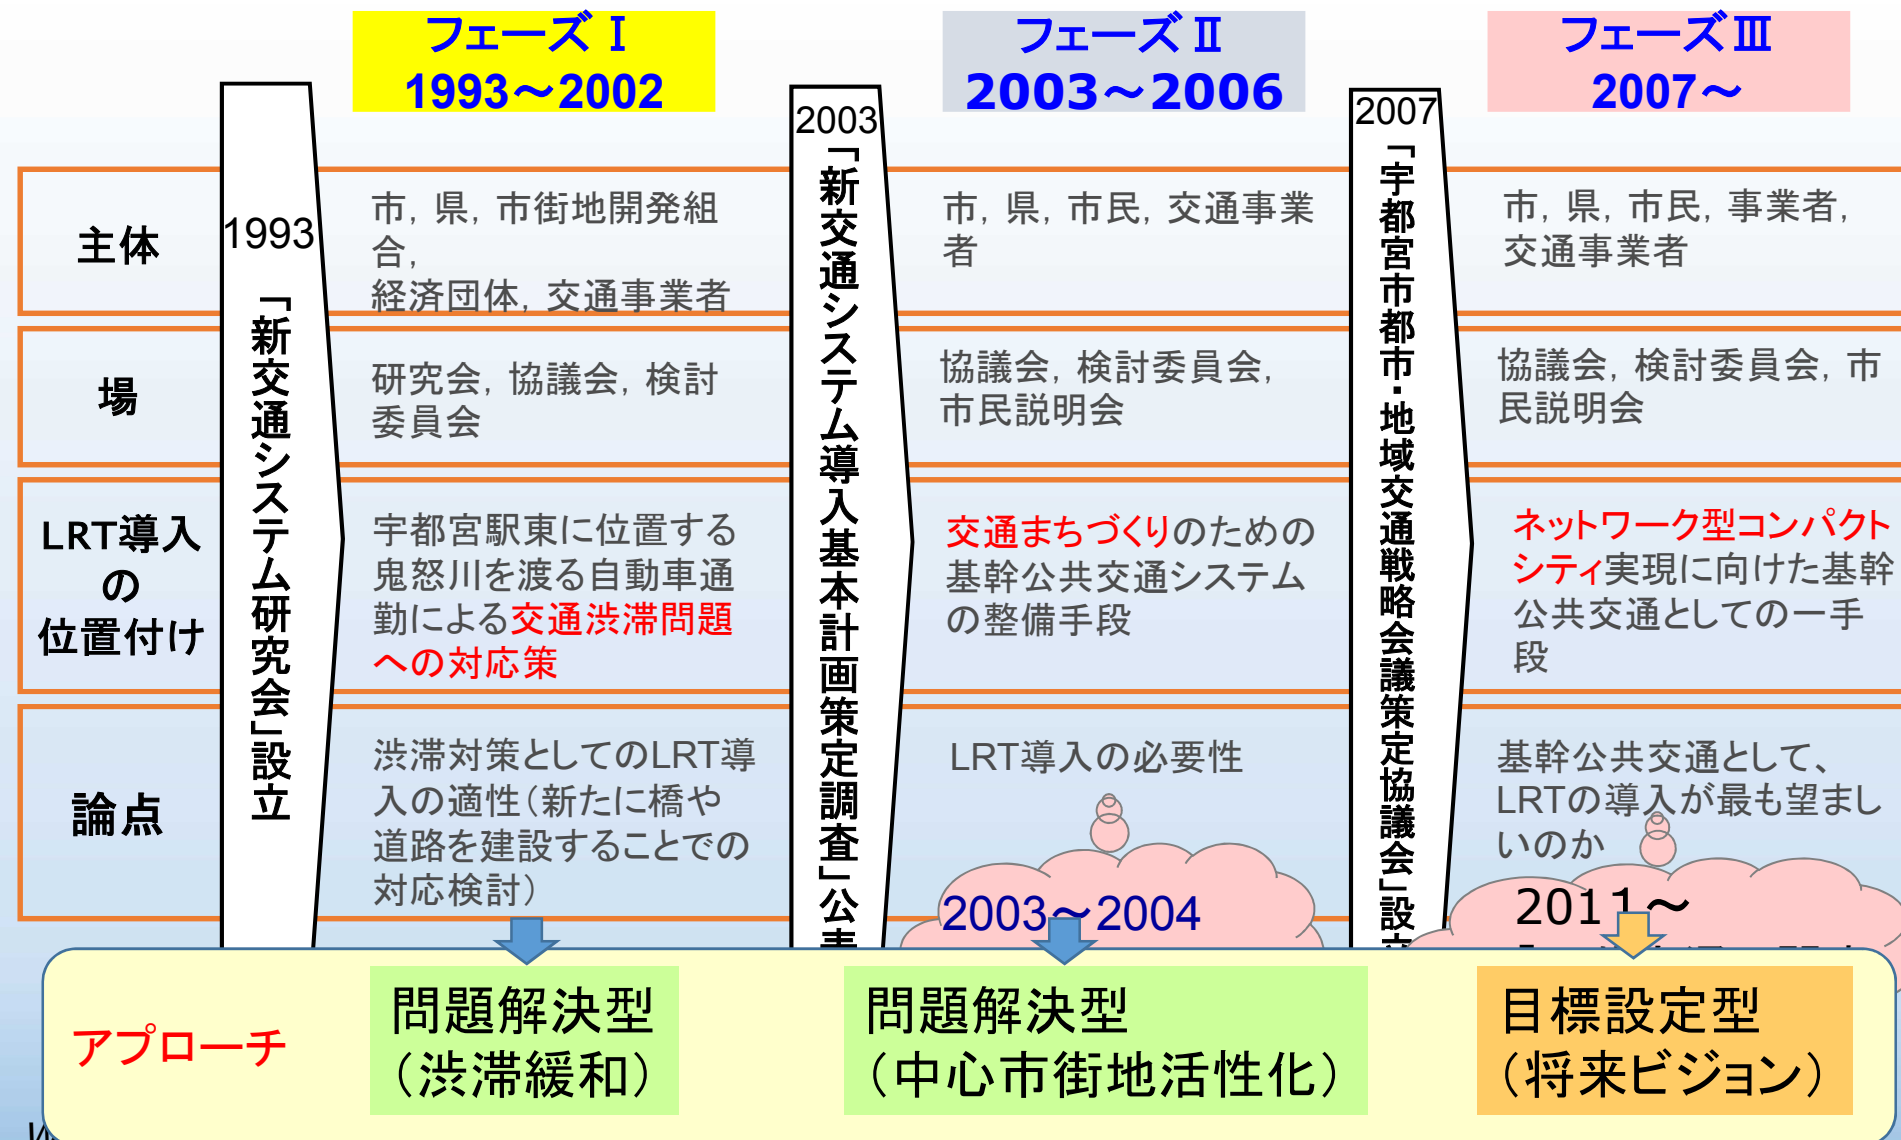 フェーズⅠ
1993～2002
フェーズⅡ
2003～2006
フェーズⅢ
2007～
1993
「新交通システム研究会」設立
2003
「新交通システム導入基本計画策定調査」公表
2007
「宇都宮市都市・地域交通戦略会議策定協議会」設立
主体
市，県，市街地開発組
合，
経済団体，交通事業者
市，県，市民，交通事業
者
市，県，市民，事業者，
交通事業者
場
研究会，協議会，検討
委員会
協議会，検討委員会，
市民説明会
協議会，検討委員会，市
民説明会
LRT導入
の
位置付け
宇都宮駅東に位置する
鬼怒川を渡る自動車通
勤による交通渋滞問題
への対応策
交通まちづくりのための
基幹公共交通システム
の整備手段
ネットワーク型コンパクト
シティ実現に向けた基幹
公共交通としての一手
段
論点
渋滞対策としてのLRT導
入の適性（新たに橋や
道路を建設することでの
対応検討）
LRT導入の必要性
基幹公共交通として、
LRTの導入が最も望まし
いのか
2003～2004
2011～
アプローチ
問題解決型
（渋滞緩和）
問題解決型
（中心市街地活性化）
目標設定型
（将来ビジョン）